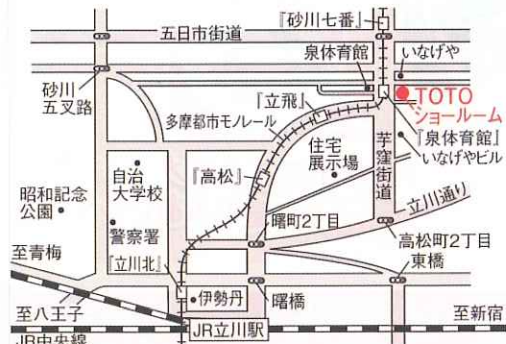 『砂川七番』
五日市街道
泉体育館
いなげや
砂川
五叉路
『立飛』
TOTO
ショールーム
多摩都市モノレール
『泉体育館』
住宅
展示場
芋窪街道
いなげやビル
自治
大学校
『高松』
昭和記念
公園
立川通り
警察署
曙町2丁目
高松町2丁目
至青梅
『立川北』
東橋
伊勢丹
曙橋
至八王子
至新宿
JR立川駅
JR中央線